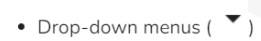 • Drop-down menus ( ▼ )